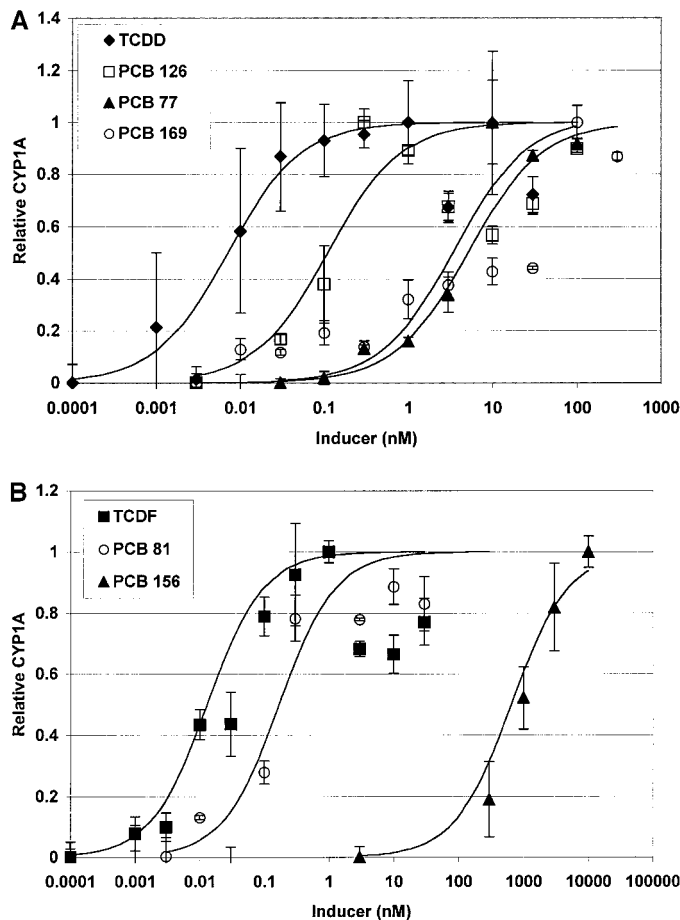 A
1.4
1.2
1
0.8
0.6
0.4
0.2
0
Relative CYP1A
TCDD
PCB 126
PCB 77
PCB 169
0.0001 0.001 0.01 0.1 1 10 100 1000
Inducer (nM)
B
1.2
1
0.8
0.6
0.4
0.2
0
Relative CYP1A
TCDF
PCB 81
PCB 156
0.0001 0.001 0.01 0.1 1 10 100 1000 10000 100000
Inducer (nM)